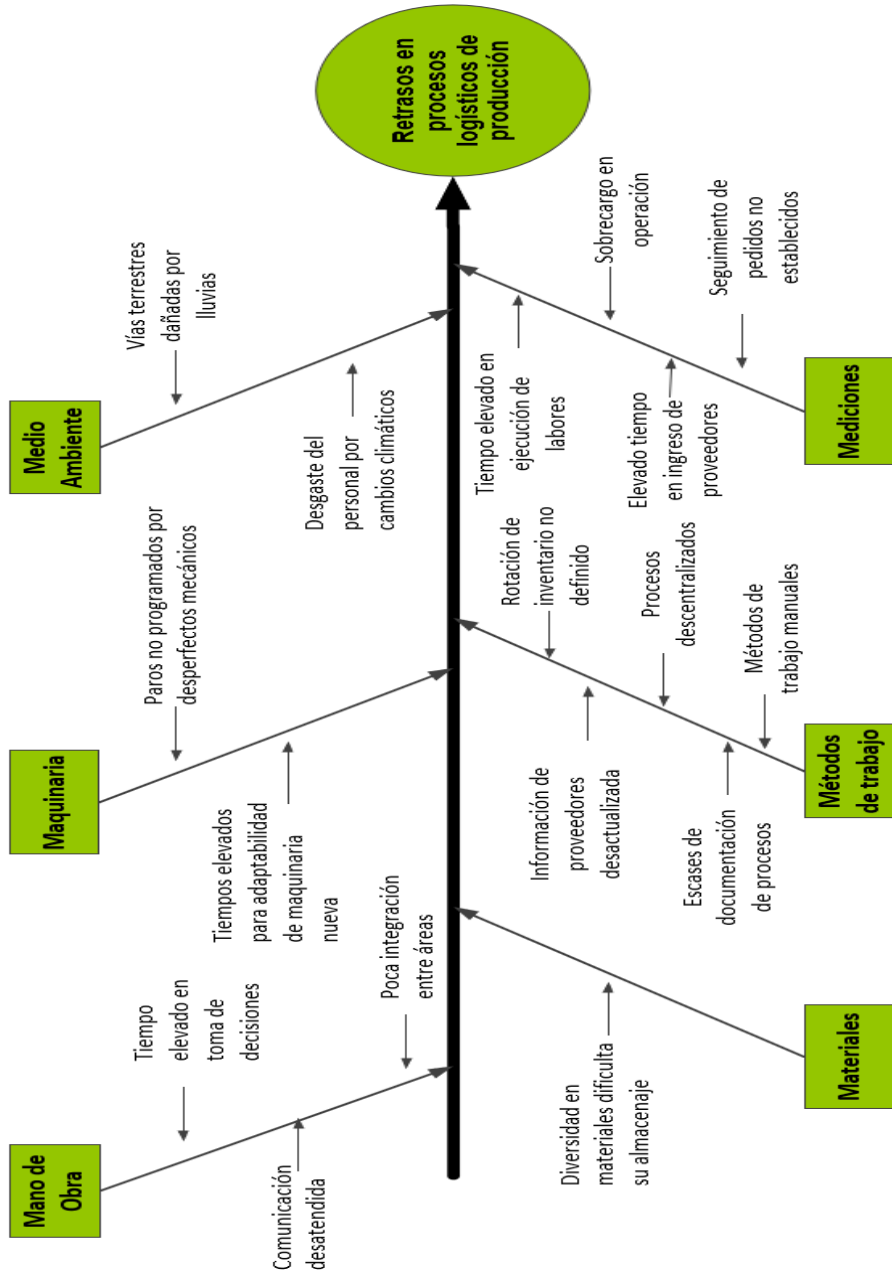 Mano de
Obra
Maquinaria
Medio
Ambiente
Tiempo
elevado en
toma de
decisiones
Comunicación
desatendida
Poca integración
entre áreas
Paros no programados por
desperfectos mecánicos
Tiempos elevados
para adaptabilidad
de maquinaria
nueva
Vías terrestres
dañadas por
lluvias
Desgaste del
personal por
cambios climáticos
Retrasos en
procesos
logísticos de
producción
Diversidad en
materiales dificulta
su almacenaje
Rotación de
inventario no
definido
Información de
proveedores
desactualizada
Procesos
descentralizados
Escases de
documentación
de procesos
Métodos de
trabajo manuales
Tiempo elevado en
ejecución de
labores
Sobrecargo en
operación
Elevado tiempo
en ingreso de
proveedores
Seguimiento de
pedidos no
establecidos
Materiales
Métodos
de trabajo
Mediciones